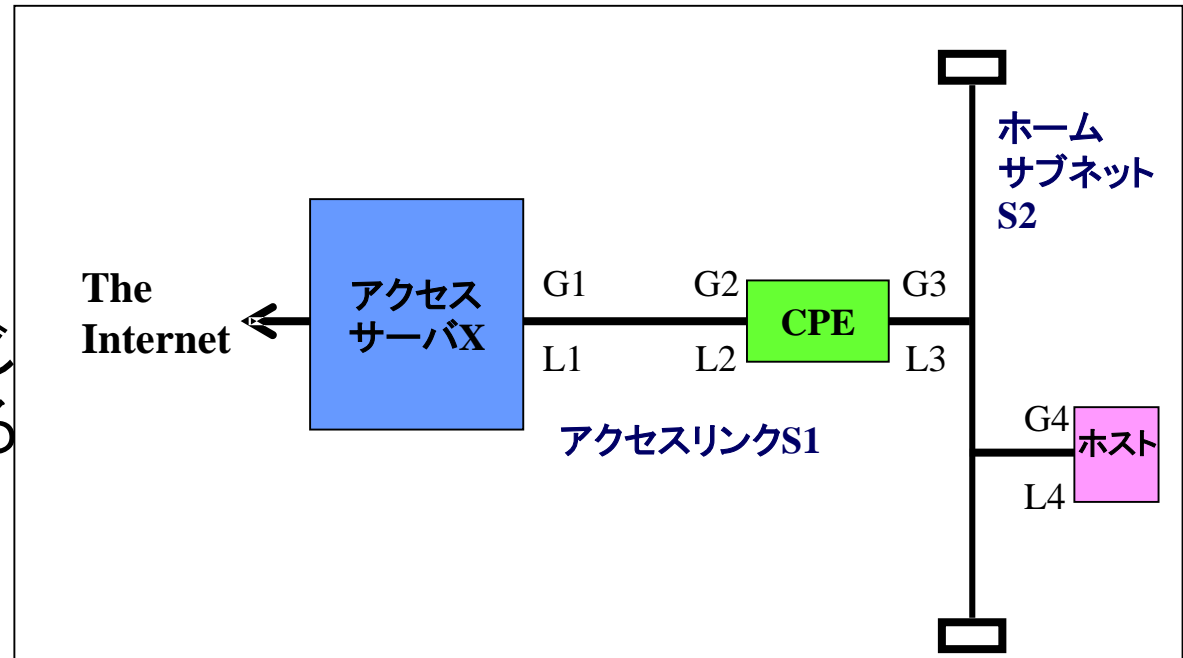 ホーム
サブネット
S2
The
Internet
アクセス
サーバX
G1
G2
CPE
G3
L1
L2
L3
アクセスリンクS1
G4
ホスト
L4
る